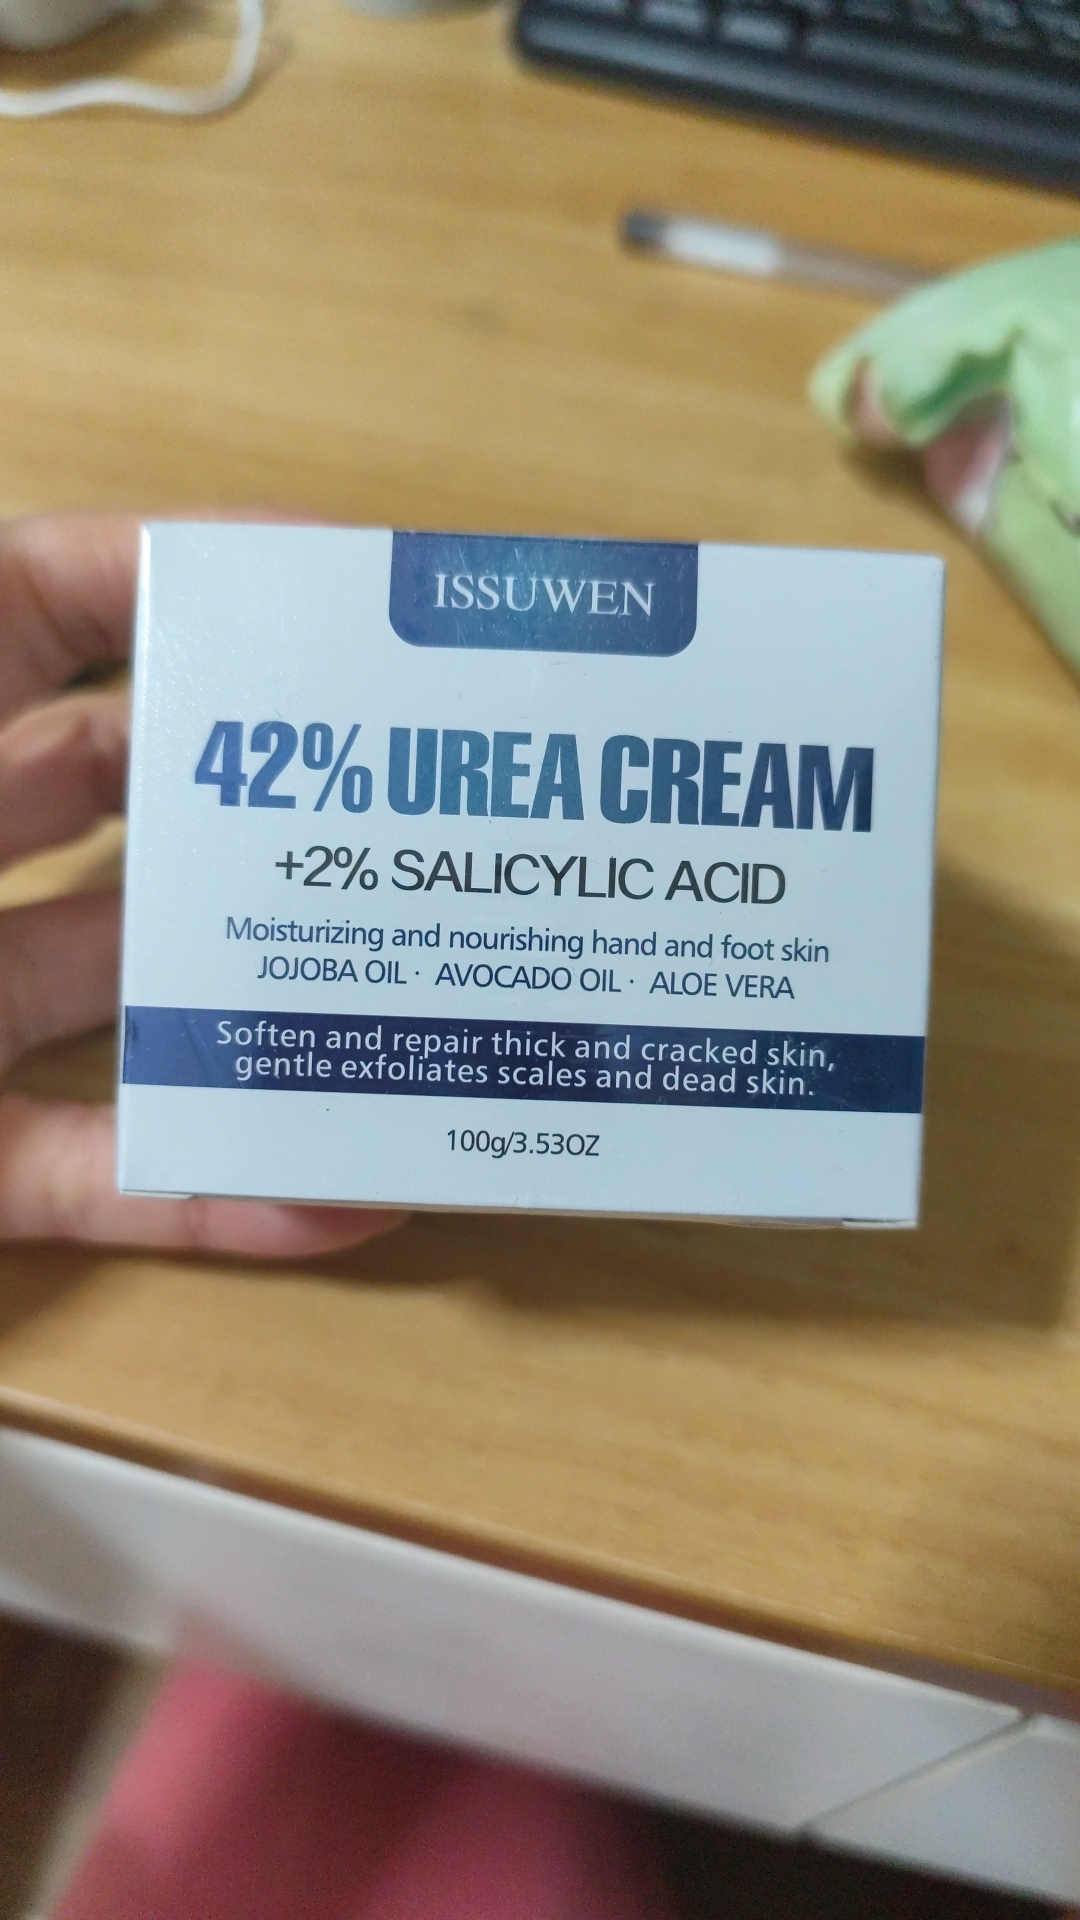 ISSUWEN
42% UREA CREAM
+2% SALICYLIC ACID
Moisturizing and nourishing hand and foot skin
JOJOBA OIL · AVOCADO OIL · ALOE VERA
Soften and repair thick and cracked skin,
gentle exfoliates scales and dead skin.
100g/3.53OZ